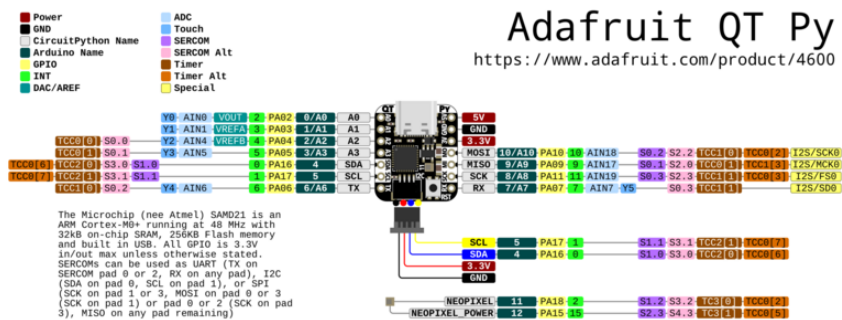 Adafruit QT Py
https://www.adafruit.com/product/4600
Power
GND
CircuitPython Name
Arduino Name
GPIO
INT
DAC/AREF
ADC
Touch
SERCOM
SERCOM Alt
Timer
Timer Alt
Special
QT PY
Y0 AIN0 VOUT 2 PA02 0/A0 A0
Y1 AIN1 VREFA 3 PA03 1/A1 A1
TCC0[0] S0.0 Y2 AIN4 VREFB 4 PA04 2/A2 A2
TCC0[1] S0.1 Y3 AIN5 5 PA05 3/A3 A3
TCC0[6] TCC2[0] S3.0 S1.0 0 PA16 4 SDA
TCC0[7] TCC2[1] S3.1 S1.1 1 PA17 5 SCL
TCC1[0] S0.2 Y4 AIN6 6 PA06 6/A6 TX
5V
GND
3.3V
MOSI 10/A10 PA10 10 AIN18 S0.2 S2.2 TCC1[0] TCC0[2] I2S/SCK0
MISO 9/A9 PA09 9 AIN17 S0.1 S2.1 TCC0[1] TCC1[3] I2S/MCK0
SCK 8/A8 PA11 11 AIN19 S0.3 S2.3 TCC1[1] TCC0[3] I2S/FS0
RX 7/A7 PA07 7 AIN7 Y5 S0.3 TCC1[1] I2S/SD0
The Microchip (nee Atmel) SAMD21 is an
ARM Cortex-M0+ running at 48 MHz with
32kB on-chip SRAM, 256KB Flash memory
and built in USB. All GPIO is 3.3V
in/out max unless otherwise stated.
SERCOMs can be used as UART (TX on
SERCOM pad 0 or 2, RX on any pad), I2C
(SDA on pad 0, SCL on pad 1), or SPI
(SCK on pad 1 or 3, MOSI on pad 0 or 3
(SCK on pad 1) or pad 0 or 2 (SCK on pad
3), MISO on any pad remaining)
SCL 5 PA17 1 S1.1 S3.1 TCC2[1] TCC0[7]
SDA 4 PA16 0 S1.0 S3.0 TCC2[0] TCC0[6]
3.3V
GND
NEOPIXEL 11 PA18 2 S1.2 S3.2 TC3[0] TCC0[2]
NEOPIXEL_POWER 12 PA15 15 S2.3 S4.3 TC3[1] TCC0[5]